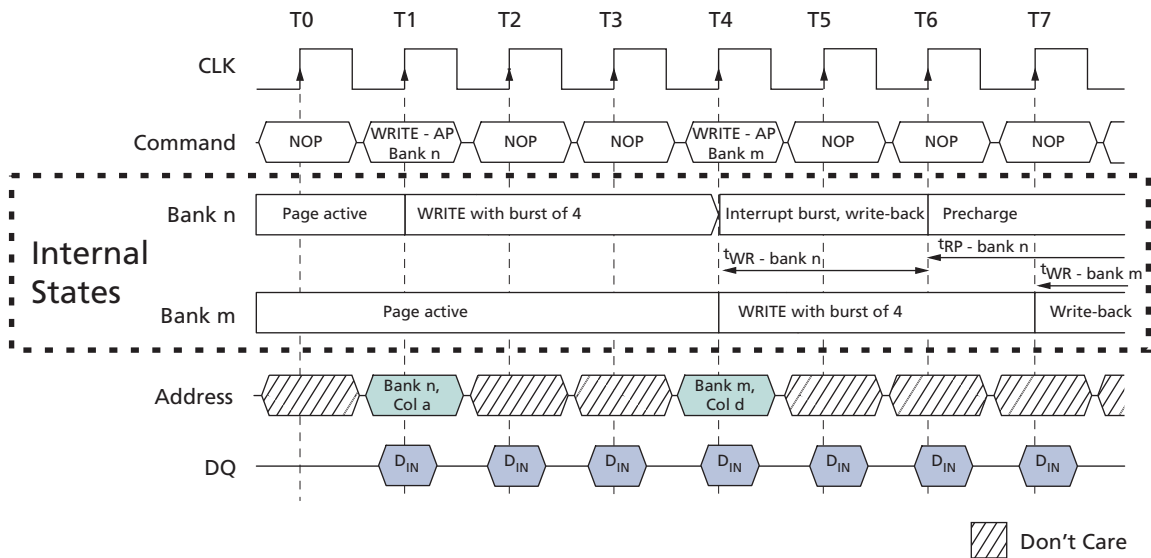 T0 T1 T2 T3 T4 T5 T6 T7
CLK
Command NOP WRITE - AP Bank n NOP NOP WRITE - AP Bank m NOP NOP NOP
Internal States
Bank n Page active WRITE with burst of 4 Interrupt burst, write-back Precharge
tWR - bank n tRP - bank n
tWR - bank m
Bank m Page active WRITE with burst of 4 Write-back
Address Bank n, Col a Bank m, Col d
DQ DIN DIN DIN DIN DIN DIN DIN
Don't Care